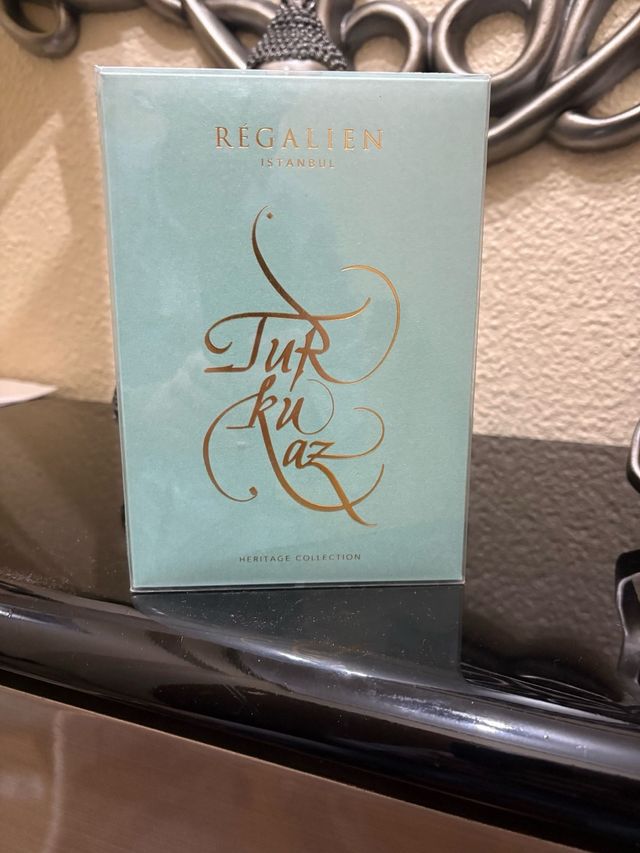 RÉGALIEN
ISTANBUL
TuR
ku
az
HERITAGE COLLECTION